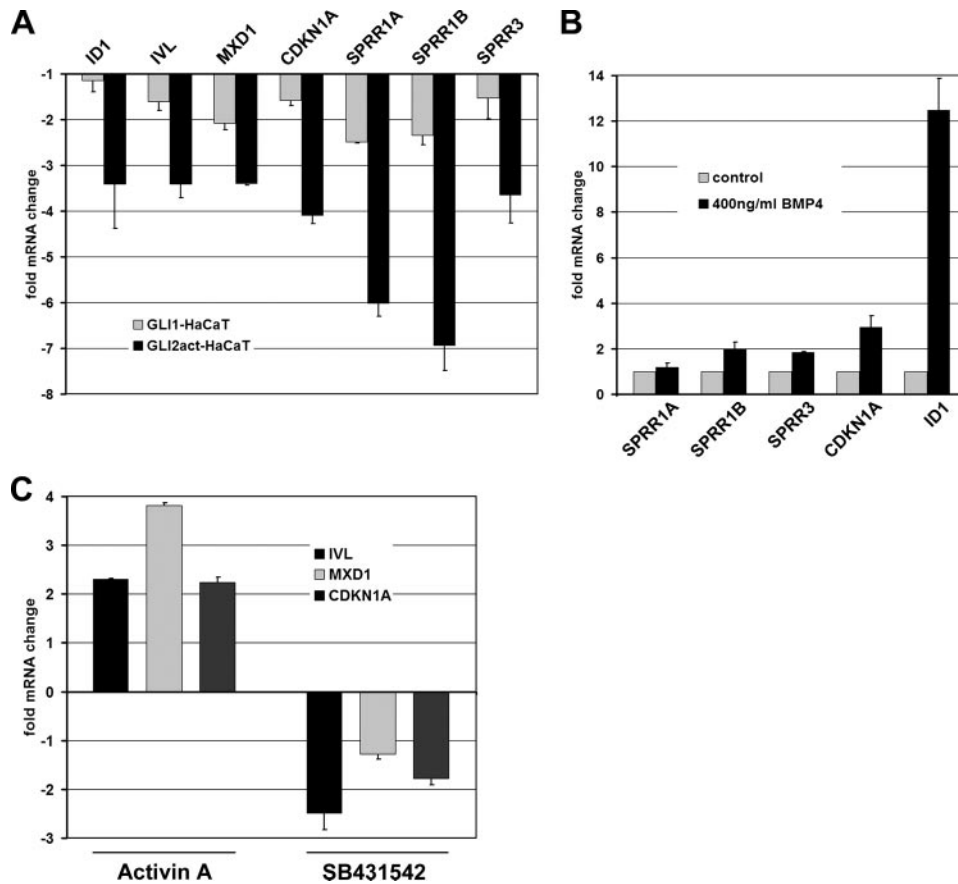 A
ID1
IVL
MXD1
CDKN1A
SPRR1A
SPRR1B
SPRR3
-1
-2
-3
-4
-5
-6
-7
-8
fold mRNA change
GLI1-HaCaT
GLI2act-HaCaT
B
14
12
10
8
6
4
2
0
fold mRNA change
control
400ng/ml BMP4
SPRR1A
SPRR1B
SPRR3
CDKN1A
ID1
C
4
3
2
1
0
-1
-2
-3
fold mRNA change
IVL
MXD1
CDKN1A
Activin A
SB431542